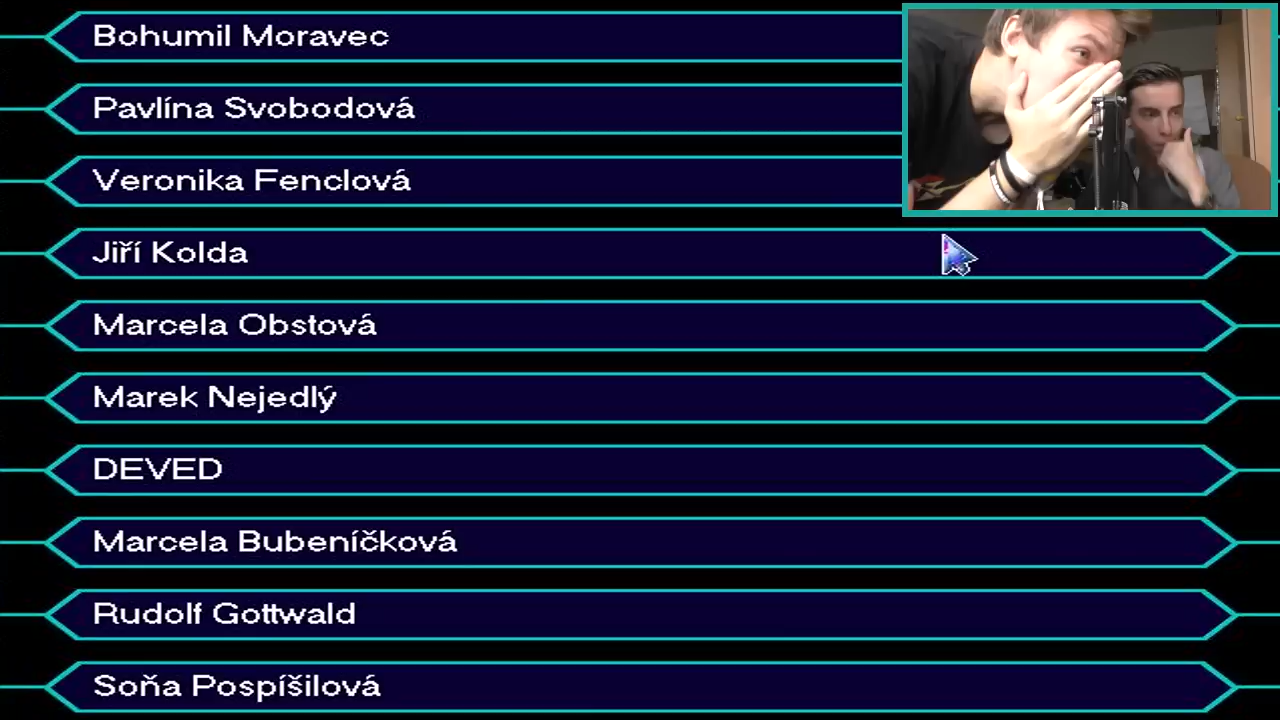 Bohumil Moravec
Pavlína Svobodová
Veronika Fenclová
Jiří Kolda
Marcela Obstová
Marek Nejedlý
DEVED
Marcela Bubeníčková
Rudolf Gottwald
Soňa Pospíšilová